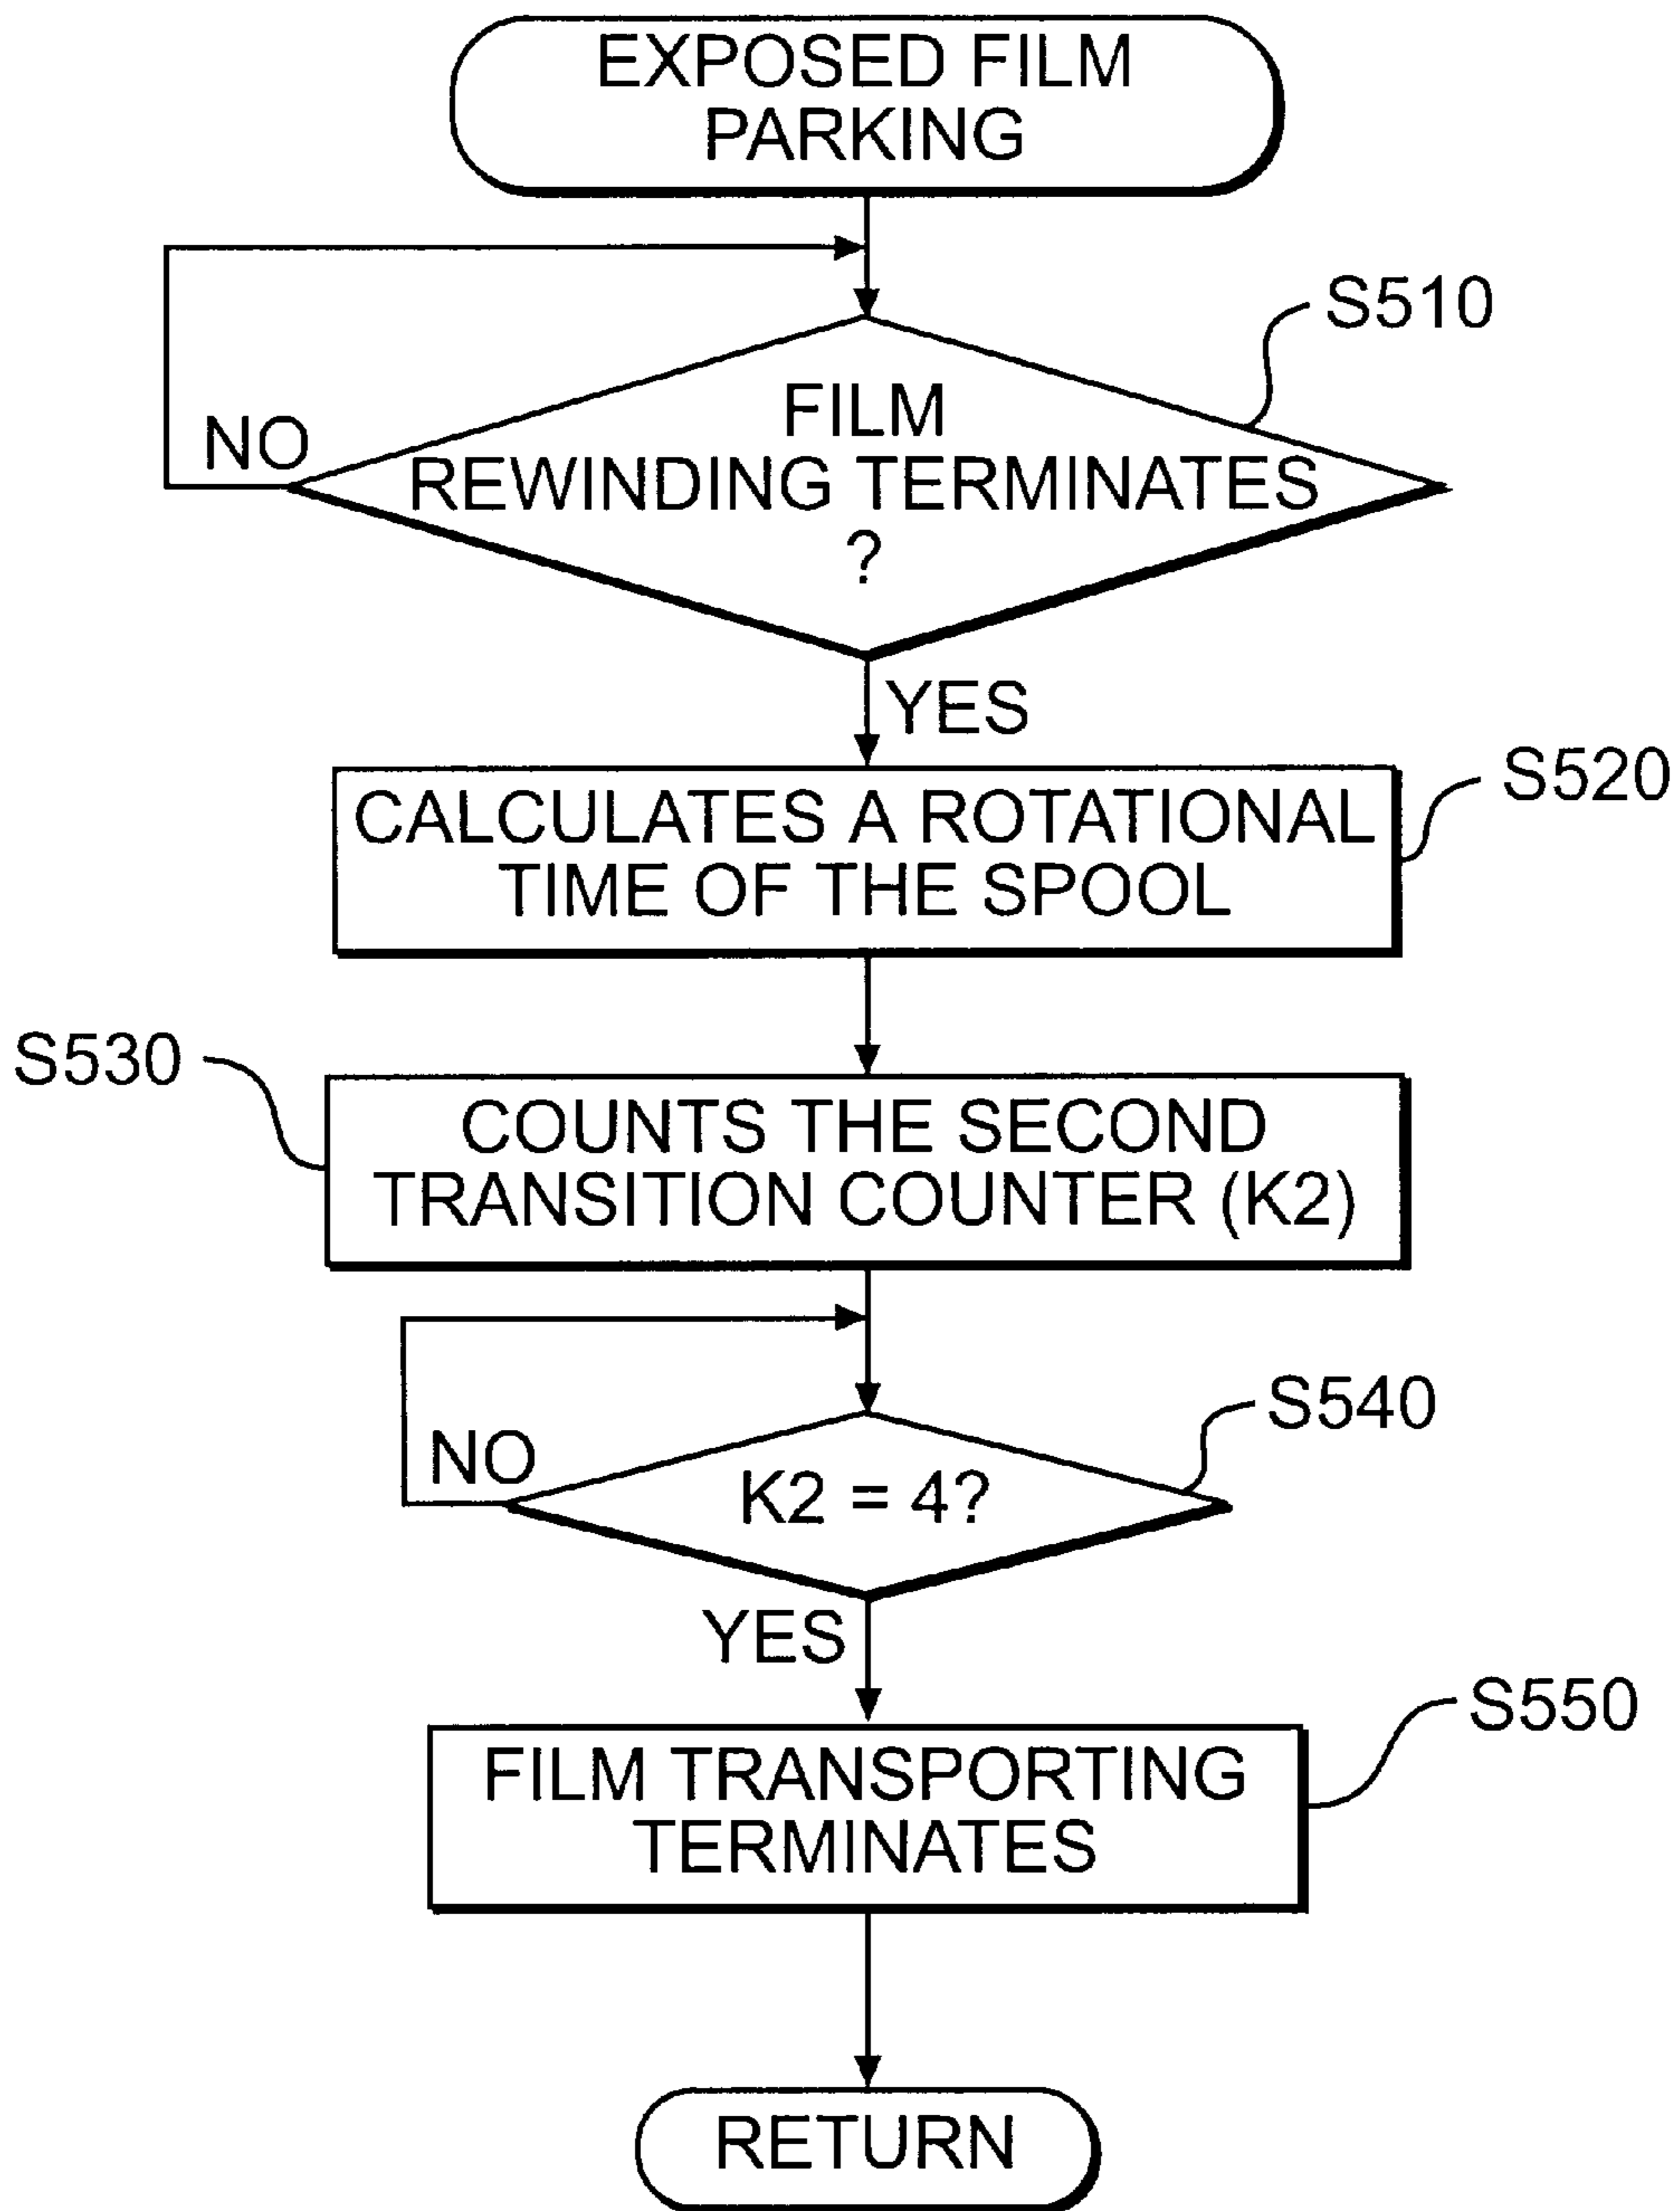 EXPOSED FILM
PARKING
S510
FILM
REWINDING TERMINATES
?
NO
YES
S520
CALCULATES A ROTATIONAL
TIME OF THE SPOOL
S530
COUNTS THE SECOND
TRANSITION COUNTER (K2)
S540
NO
K2 = 4?
YES
S550
FILM TRANSPORTING
TERMINATES
RETURN